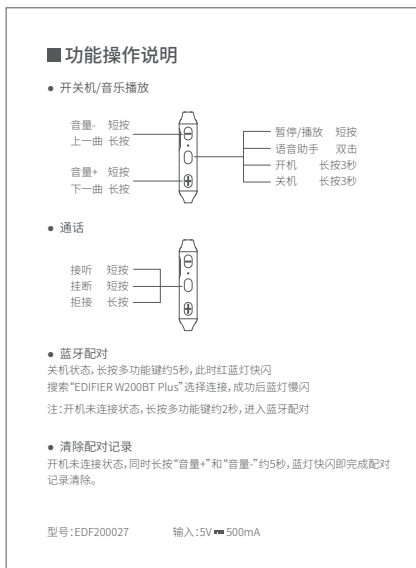 功能操作说明
开关机/音乐播放
音量- 短按
上一曲 长按
音量+ 短按
下一曲 长按
暂停/播放 短按
语音助手 双击
开机 长按3秒
关机 长按3秒
通话
接听 短按
挂断 短按
拒接 长按
蓝牙配对
关机状态,长按多功能键约5秒,此时红蓝灯快闪
搜索“EDIFIER W200BT Plus”选择连接,成功后蓝灯慢闪
注:开机未连接状态,长按多功能键约2秒,进入蓝牙配对
清除配对记录
开机未连接状态,同时长按“音量+”和“音量-”约5秒,蓝灯快闪即完成配对
记录清除。
型号:EDF200027 输入:5V⎓500mA